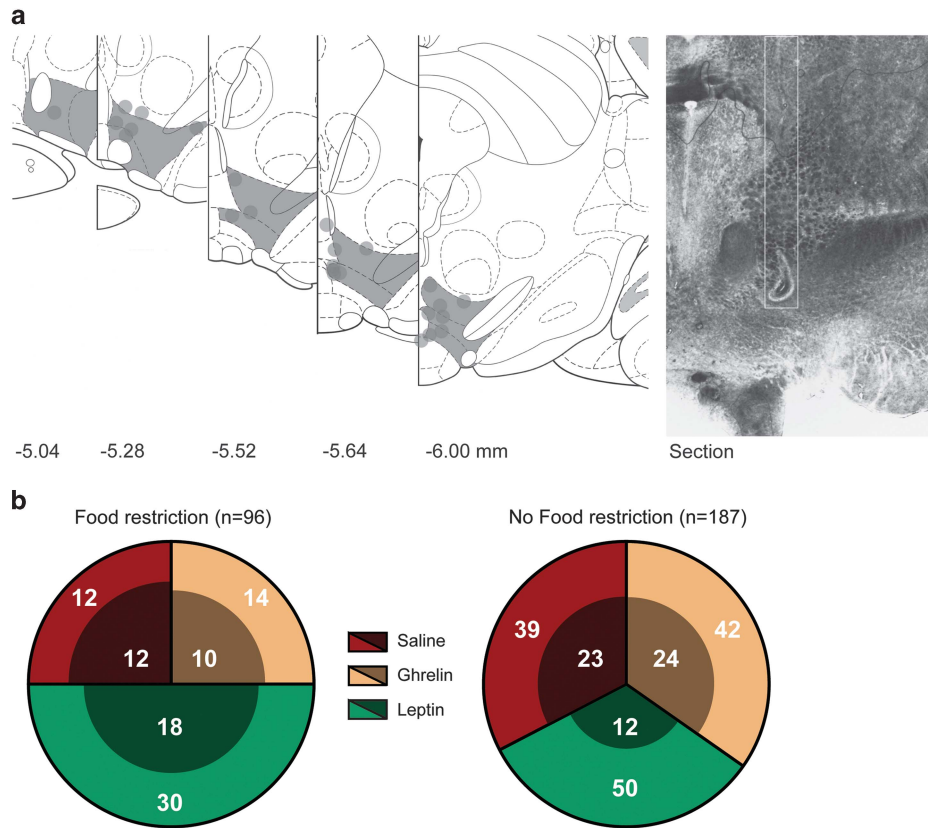 a
-5.04 -5.28 -5.52 -5.64 -6.00 mm Section
b
Food restriction (n=96) No Food restriction (n=187)
12 14
12 10
18
30
Saline
Ghrelin
Leptin
39 42
23 24
12
50